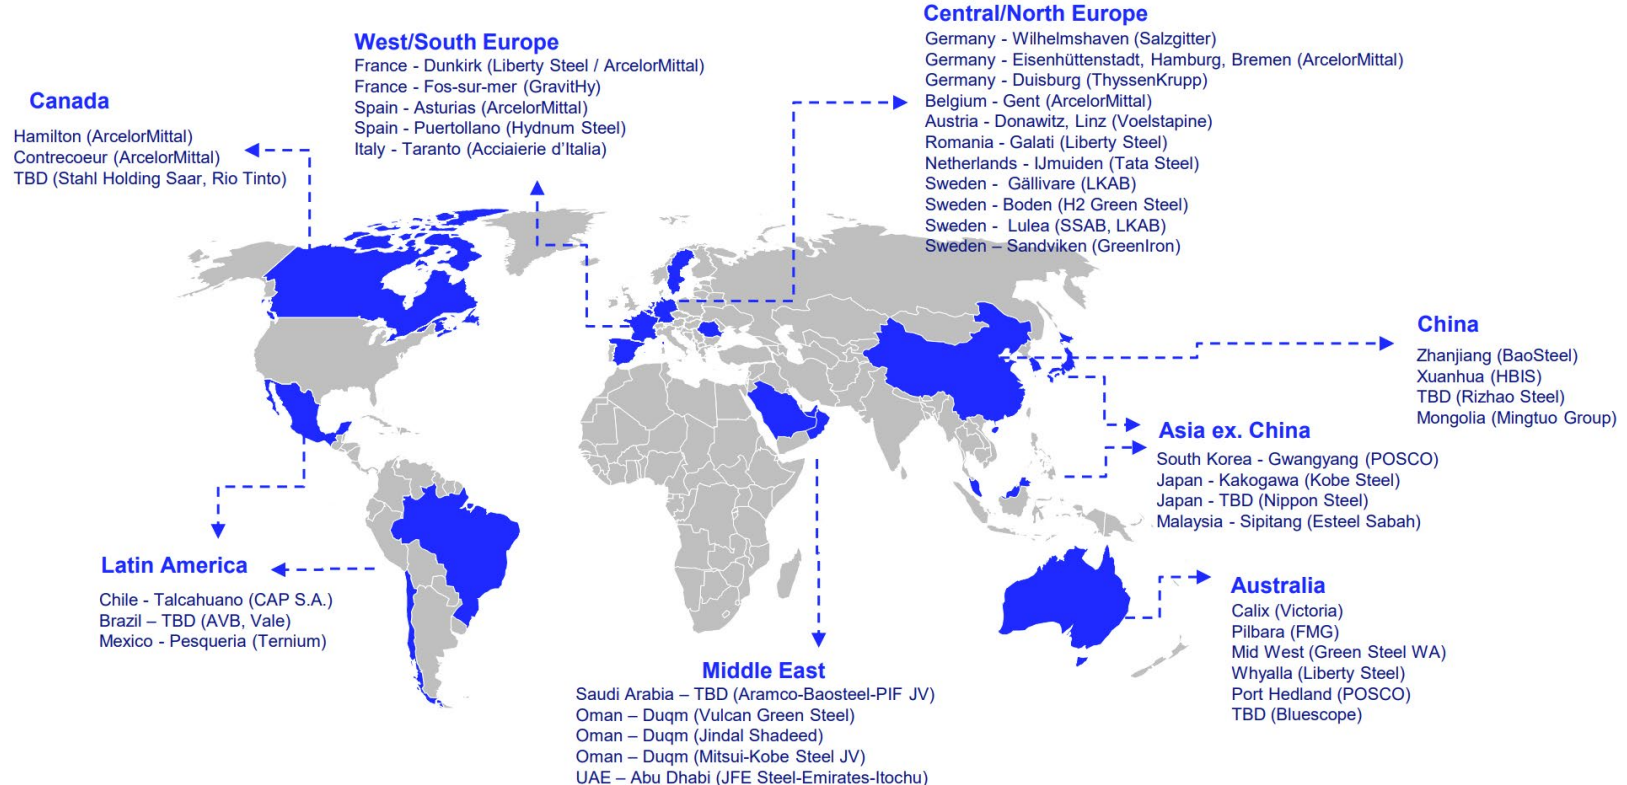 Canada
Hamilton (ArcelorMittal)
Contrecoeur (ArcelorMittal)
TBD (Stahl Holding Saar, Rio Tinto)
West/South Europe
France - Dunkirk (Liberty Steel / ArcelorMittal)
France - Fos-sur-mer (GravitHy)
Spain - Asturias (ArcelorMittal)
Spain - Puertollano (Hydnum Steel)
Italy - Taranto (Acciaierie d'Italia)
Central/North Europe
Germany - Wilhelmshaven (Salzgitter)
Germany - Eisenhüttenstadt, Hamburg, Bremen (ArcelorMittal)
Germany - Duisburg (ThyssenKrupp)
Belgium - Gent (ArcelorMittal)
Austria - Donawitz, Linz (Voelstapine)
Romania - Galati (Liberty Steel)
Netherlands - IJmuiden (Tata Steel)
Sweden - Gällivare (LKAB)
Sweden - Boden (H2 Green Steel)
Sweden - Lulea (SSAB, LKAB)
Sweden – Sandviken (GreenIron)
China
Zhanjiang (BaoSteel)
Xuanhua (HBIS)
TBD (Rizhao Steel)
Mongolia (Mingtuo Group)
Asia ex. China
South Korea - Gwangyang (POSCO)
Japan - Kakogawa (Kobe Steel)
Japan - TBD (Nippon Steel)
Malaysia - Sipitang (Esteel Sabah)
Latin America
Chile - Talcahuano (CAP S.A.)
Brazil – TBD (AVB, Vale)
Mexico - Pesqueria (Ternium)
Middle East
Saudi Arabia – TBD (Aramco-Baosteel-PIF JV)
Oman – Duqm (Vulcan Green Steel)
Oman – Duqm (Jindal Shadeed)
Oman – Duqm (Mitsui-Kobe Steel JV)
UAE – Abu Dhabi (JFE Steel-Emirates-Itochu)
Australia
Calix (Victoria)
Pilbara (FMG)
Mid West (Green Steel WA)
Whyalla (Liberty Steel)
Port Hedland (POSCO)
TBD (Bluescope)